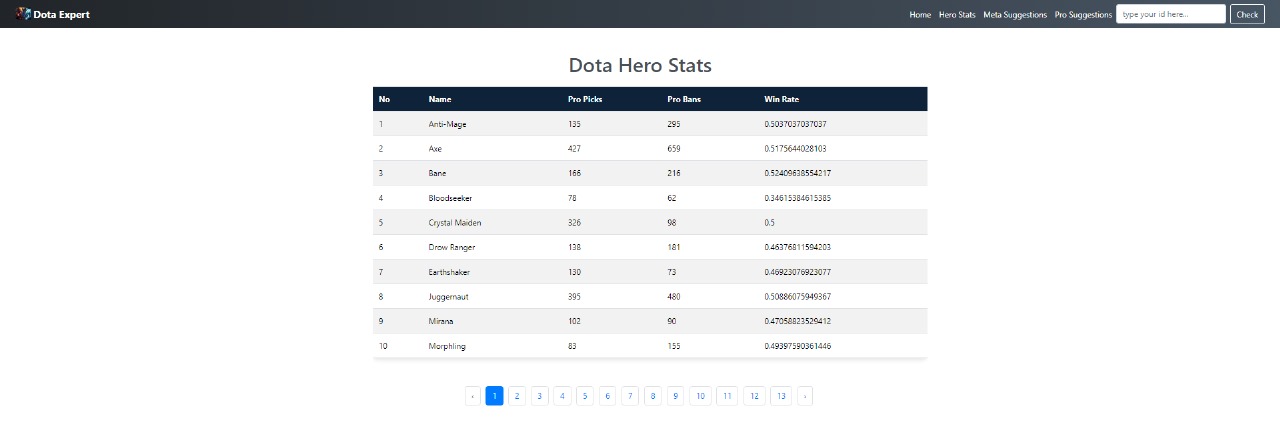 Dota Expert Home Hero Stats Meta Suggestions Pro Suggestions type your id here... Check
Dota Hero Stats
No Name Pro Picks Pro Bans Win Rate
1 Anti-Mage 135 295 0.5037037037037
2 Axe 427 659 0.5175644028103
3 Bane 166 216 0.52409638554217
4 Bloodseeker 78 62 0.34615384615385
5 Crystal Maiden 326 98 0.5
6 Drow Ranger 138 181 0.46376811594203
7 Earthshaker 130 73 0.46923076923077
8 Juggernaut 395 480 0.50886075949367
9 Mirana 102 90 0.47058823529412
10 Morphling 83 155 0.49397590361446
‹ 1 2 3 4 5 6 7 8 9 10 11 12 13 ›